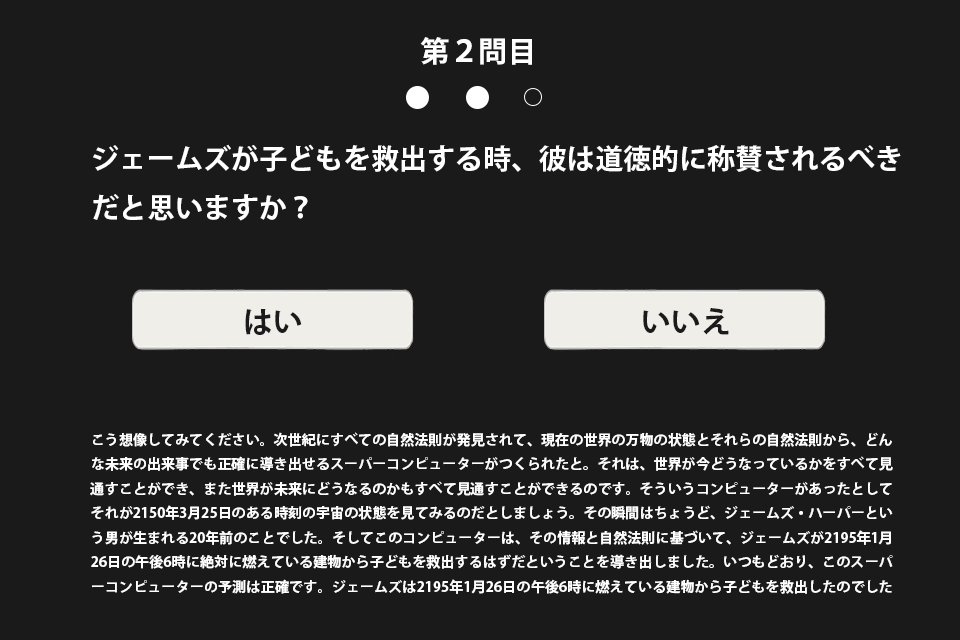 第２問目
ジェームズが子どもを救出する時、彼は道徳的に称賛されるべき
だと思いますか？
はい
いいえ
こう想像してみてください。次世紀にすべての自然法則が発見されて、現在の世界の万物の状態とそれらの自然法則から、どん
な未来の出来事でも正確に導き出せるスーパーコンピューターがつくられたと。それは、世界が今どうなっているかをすべて見
通すことができ、また世界が未来にどうなるのかもすべて見通すことができるのです。そういうコンピューターがあったとして
それが2150年3月25日のある時刻の宇宙の状態を見てみるのだとしましょう。その瞬間はちょうど、ジェームズ・ハーパーとい
う男が生まれる20年前のことでした。そしてこのコンピューターは、その情報と自然法則に基づいて、ジェームズが2195年1月
26日の午後6時に絶対に燃えている建物から子どもを救出するはずだということを導き出しました。いつもどおり、このスーパ
ーコンピューターの予測は正確です。ジェームズは2195年1月26日の午後6時に燃えている建物から子どもを救出したのでした